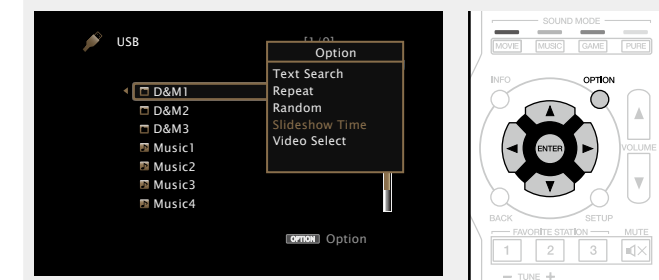 USB
[1/9]
Option
Text Search
Repeat
Random
Slideshow Time
Video Select
D&M1
D&M2
D&M3
Music1
Music2
Music3
Music4
OPTION Option
SOUND MODE
MOVIE MUSIC GAME PURE
INFO OPTION
ENTER
VOLUME
BACK SETUP
FAVORITE STATION MUTE
1 2 3
− TUNE +